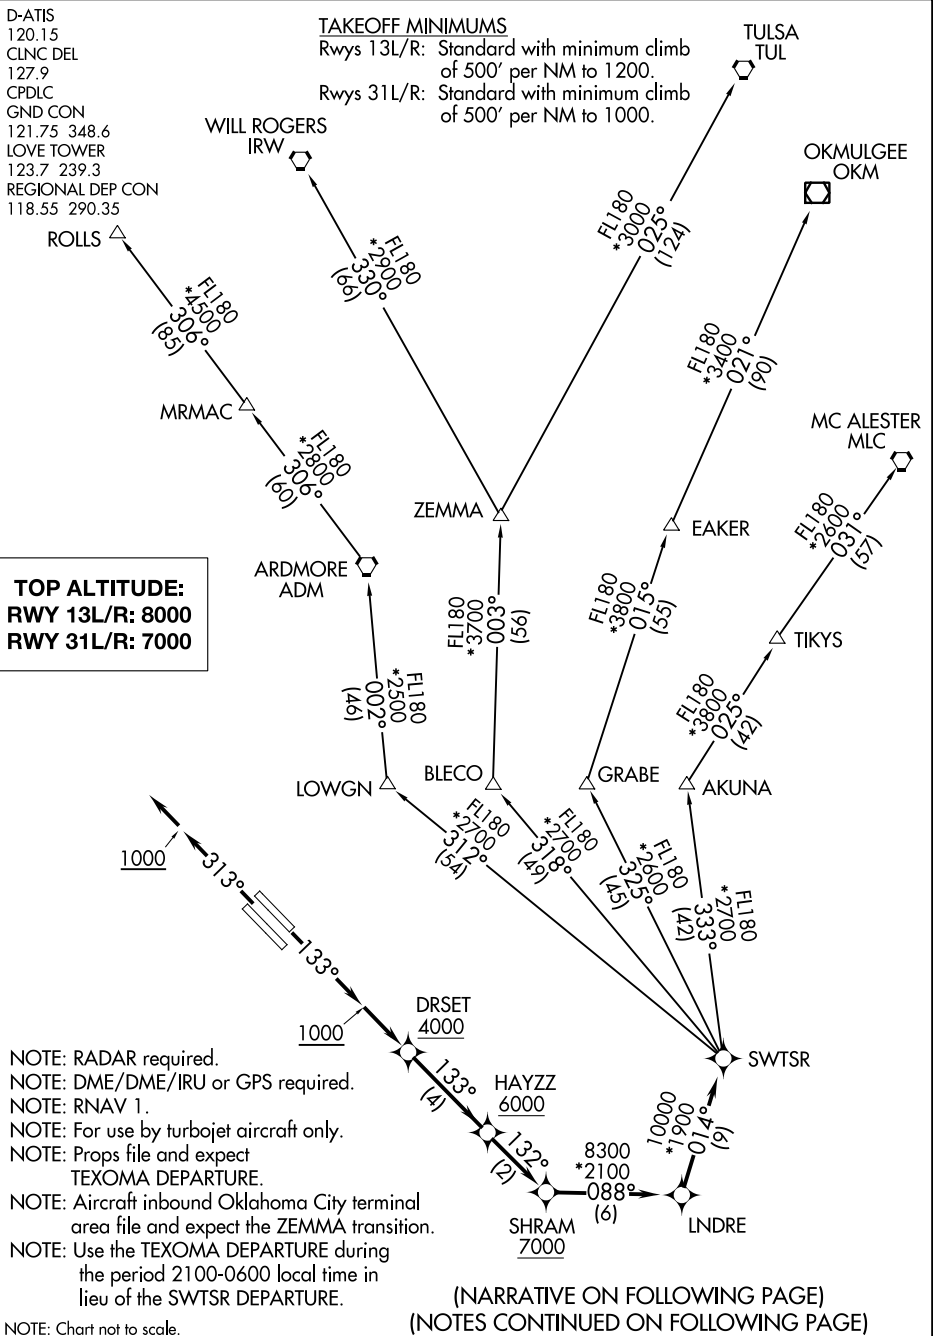 D-ATIS
120.15
CLNC DEL
127.9
CPDLC
GND CON
121.75 348.6
LOVE TOWER
123.7 239.3
REGIONAL DEP CON
118.55 290.35
TAKEOFF MINIMUMS
Rwys 13L/R: Standard with minimum climb
of 500' per NM to 1200.
Rwys 31L/R: Standard with minimum climb
of 500' per NM to 1000.
TULSA
TUL
WILL ROGERS
IRW
OKMULGEE
OKM
ROLLS
FL180
*4500
306°
(85)
FL180
*2900
330°
(66)
FL180
*3000
025°
(124)
FL180
*3400
021°
(90)
MRMAC
FL180
*2800
306°
(60)
MC ALESTER
MLC
FL180
*2600
031°
(57)
ZEMMA
EAKER
ARDMORE
ADM
TOP ALTITUDE:
RWY 13L/R: 8000
RWY 31L/R: 7000
FL180
*3700
003°
(56)
FL180
*3800
015°
(55)
TIKYS
FL180
*2500
002°
(46)
FL180
*3800
025°
(42)
LOWGN
BLECO
GRABE
AKUNA
FL180
*2700
312°
(54)
FL180
*2700
318°
(49)
FL180
*2600
325°
(45)
FL180
*2700
333°
(42)
1000
313°
133°
1000
DRSET
4000
SWTSR
133°
(4)
HAYZZ
6000
132°
(2)
SHRAM
7000
8300
*2100
088°
(6)
LNDRE
10000
*1900
014°
(9)
NOTE: RADAR required.
NOTE: DME/DME/IRU or GPS required.
NOTE: RNAV 1.
NOTE: For use by turbojet aircraft only.
NOTE: Props file and expect
TEXOMA DEPARTURE.
NOTE: Aircraft inbound Oklahoma City terminal
area file and expect the ZEMMA transition.
NOTE: Use the TEXOMA DEPARTURE during
the period 2100-0600 local time in
lieu of the SWTSR DEPARTURE.
NOTE: Chart not to scale.
(NARRATIVE ON FOLLOWING PAGE)
(NOTES CONTINUED ON FOLLOWING PAGE)